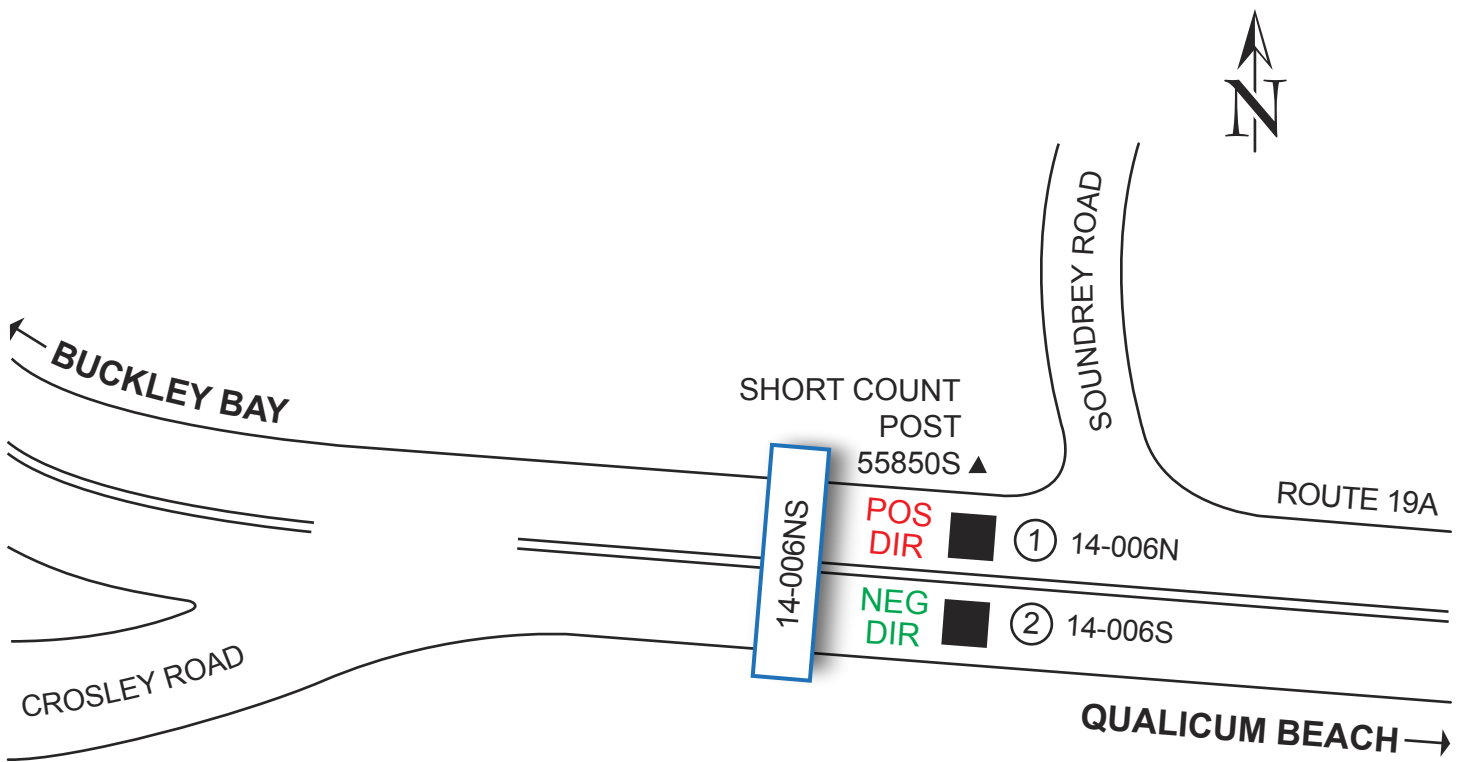 N
SOUNDREY ROAD
BUCKLEY BAY
SHORT COUNT
POST
55850S
ROUTE 19A
14-006NS
POS
DIR
1
14-006N
NEG
DIR
2
14-006S
CROSLEY ROAD
QUALICUM BEACH